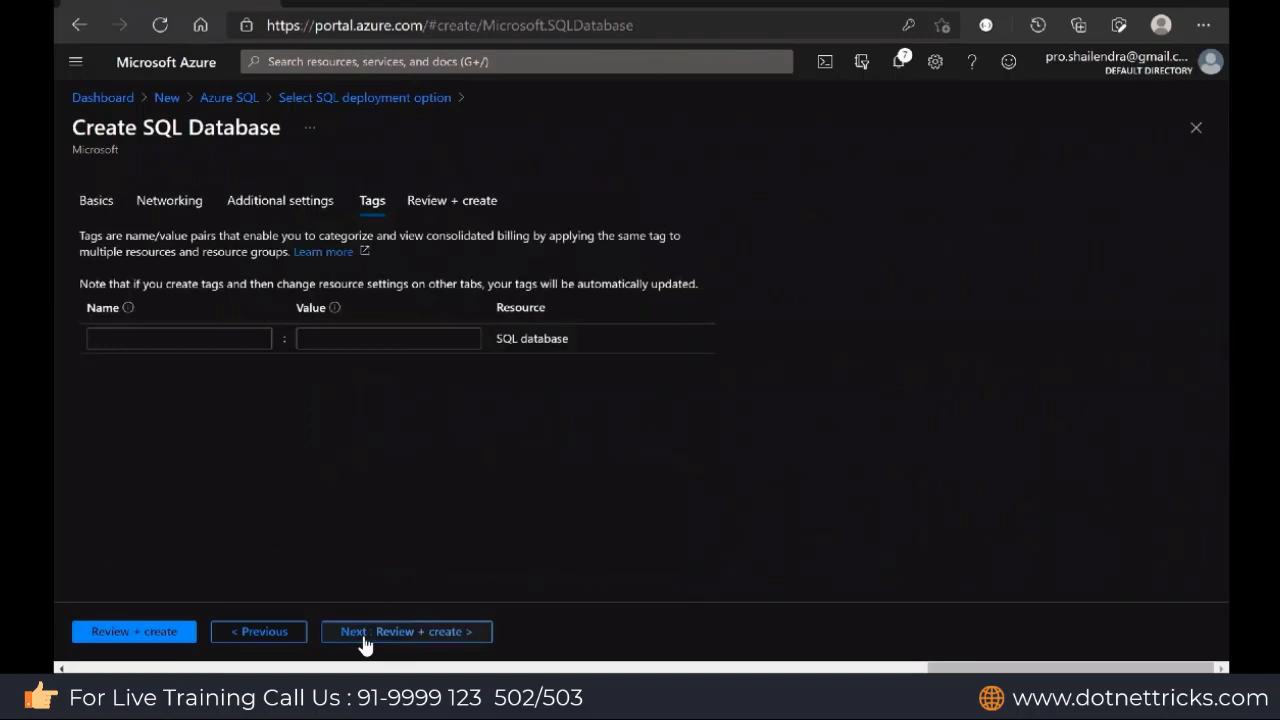 https://portal.azure.com/#create/Microsoft.SQLDatabase
Microsoft Azure
Search resources, services, and docs (G+/)
7
pro.shailendra@gmail.c...
DEFAULT DIRECTORY
Dashboard > New > Azure SQL > Select SQL deployment option >
Create SQL Database ...
Microsoft
Basics Networking Additional settings Tags Review + create
Tags are name/value pairs that enable you to categorize and view consolidated billing by applying the same tag to
multiple resources and resource groups. Learn more
Note that if you create tags and then change resource settings on other tabs, your tags will be automatically updated.
Name Value Resource
: SQL database
Review + create < Previous Next : Review + create >
For Live Training Call Us : 91-9999 123 502/503 www.dotnettricks.com